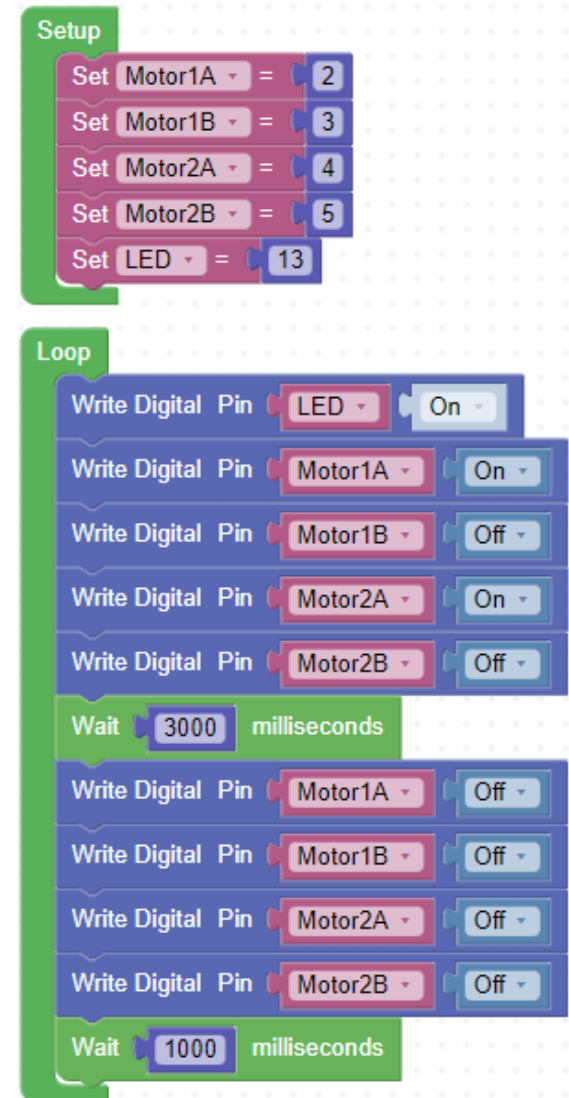 Setup
Set Motor1A = 2
Set Motor1B = 3
Set Motor2A = 4
Set Motor2B = 5
Set LED = 13
Loop
Write Digital Pin LED On
Write Digital Pin Motor1A On
Write Digital Pin Motor1B Off
Write Digital Pin Motor2A On
Write Digital Pin Motor2B Off
Wait 3000 milliseconds
Write Digital Pin Motor1A Off
Write Digital Pin Motor1B Off
Write Digital Pin Motor2A Off
Write Digital Pin Motor2B Off
Wait 1000 milliseconds